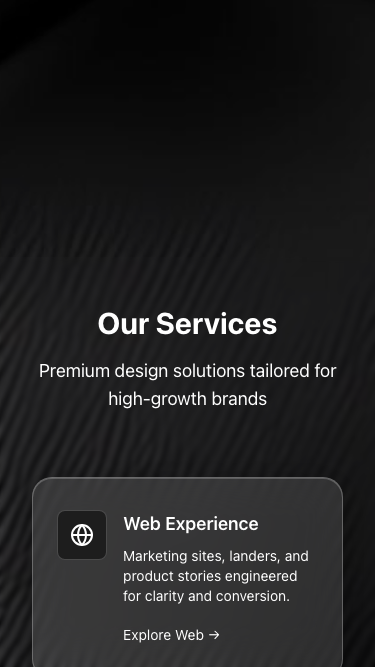 Our Services
Premium design solutions tailored for
high-growth brands
Web Experience
Marketing sites, landers, and
product stories engineered
for clarity and conversion.
Explore Web →